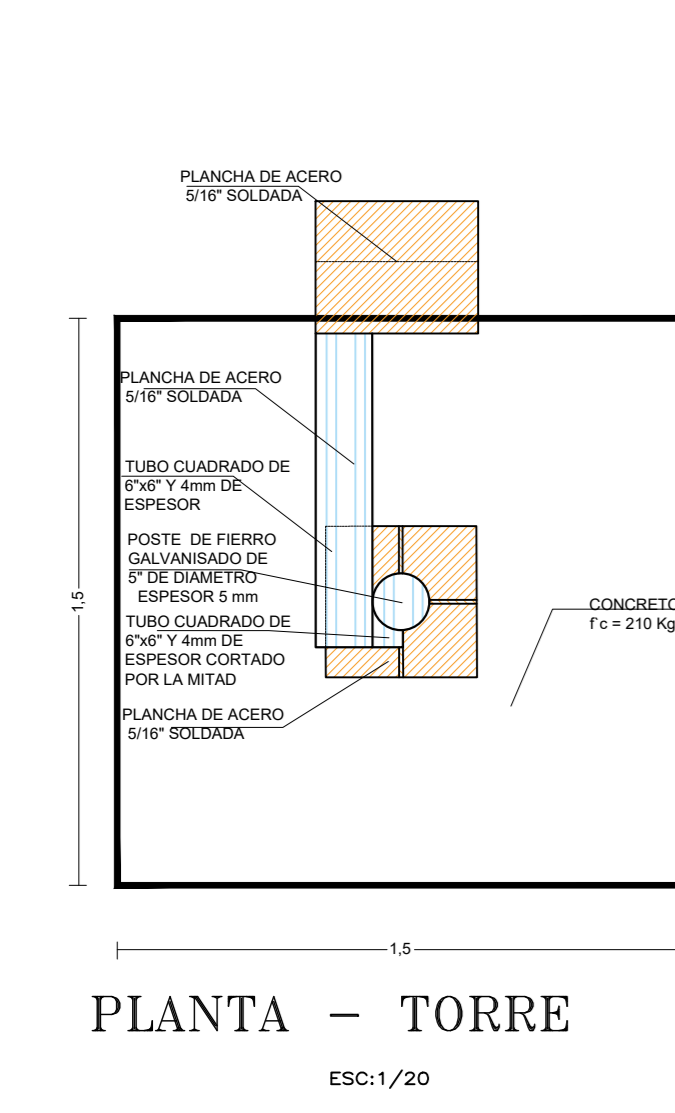 PLANCHA DE ACERO
5/16" SOLDADA
PLANCHA DE ACERO
5/16" SOLDADA
TUBO CUADRADO DE
6"x6" Y 4mm DE
ESPESOR
POSTE DE FIERRO
GALVANISADO DE
5" DE DIAMETRO
ESPESOR 5 mm
TUBO CUADRADO DE
6"x6" Y 4mm DE
ESPESOR CORTADO
POR LA MITAD
PLANCHA DE ACERO
5/16" SOLDADA
1,5
CONCRETO
f'c = 210 Kg
1,5
PLANTA - TORRE
ESC:1/20